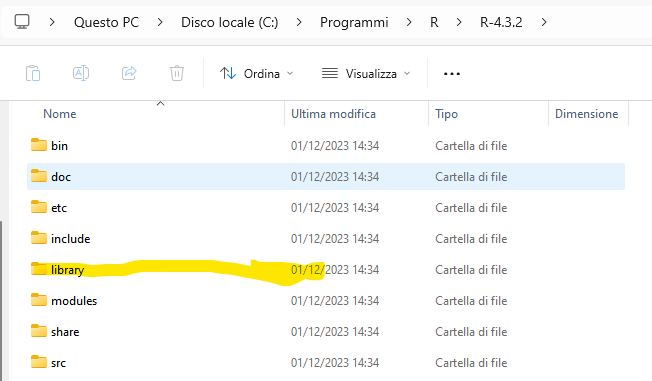 Questo PC > Disco locale (C:) > Programmi > R > R-4.3.2 >
Ordina Visualizza ...
Nome Ultima modifica Tipo Dimensione
bin 01/12/2023 14:34 Cartella di file
doc 01/12/2023 14:34 Cartella di file
etc 01/12/2023 14:34 Cartella di file
include 01/12/2023 14:34 Cartella di file
library 01/12/2023 14:34 Cartella di file
modules 01/12/2023 14:34 Cartella di file
share 01/12/2023 14:34 Cartella di file
src 01/12/2023 14:34 Cartella di file